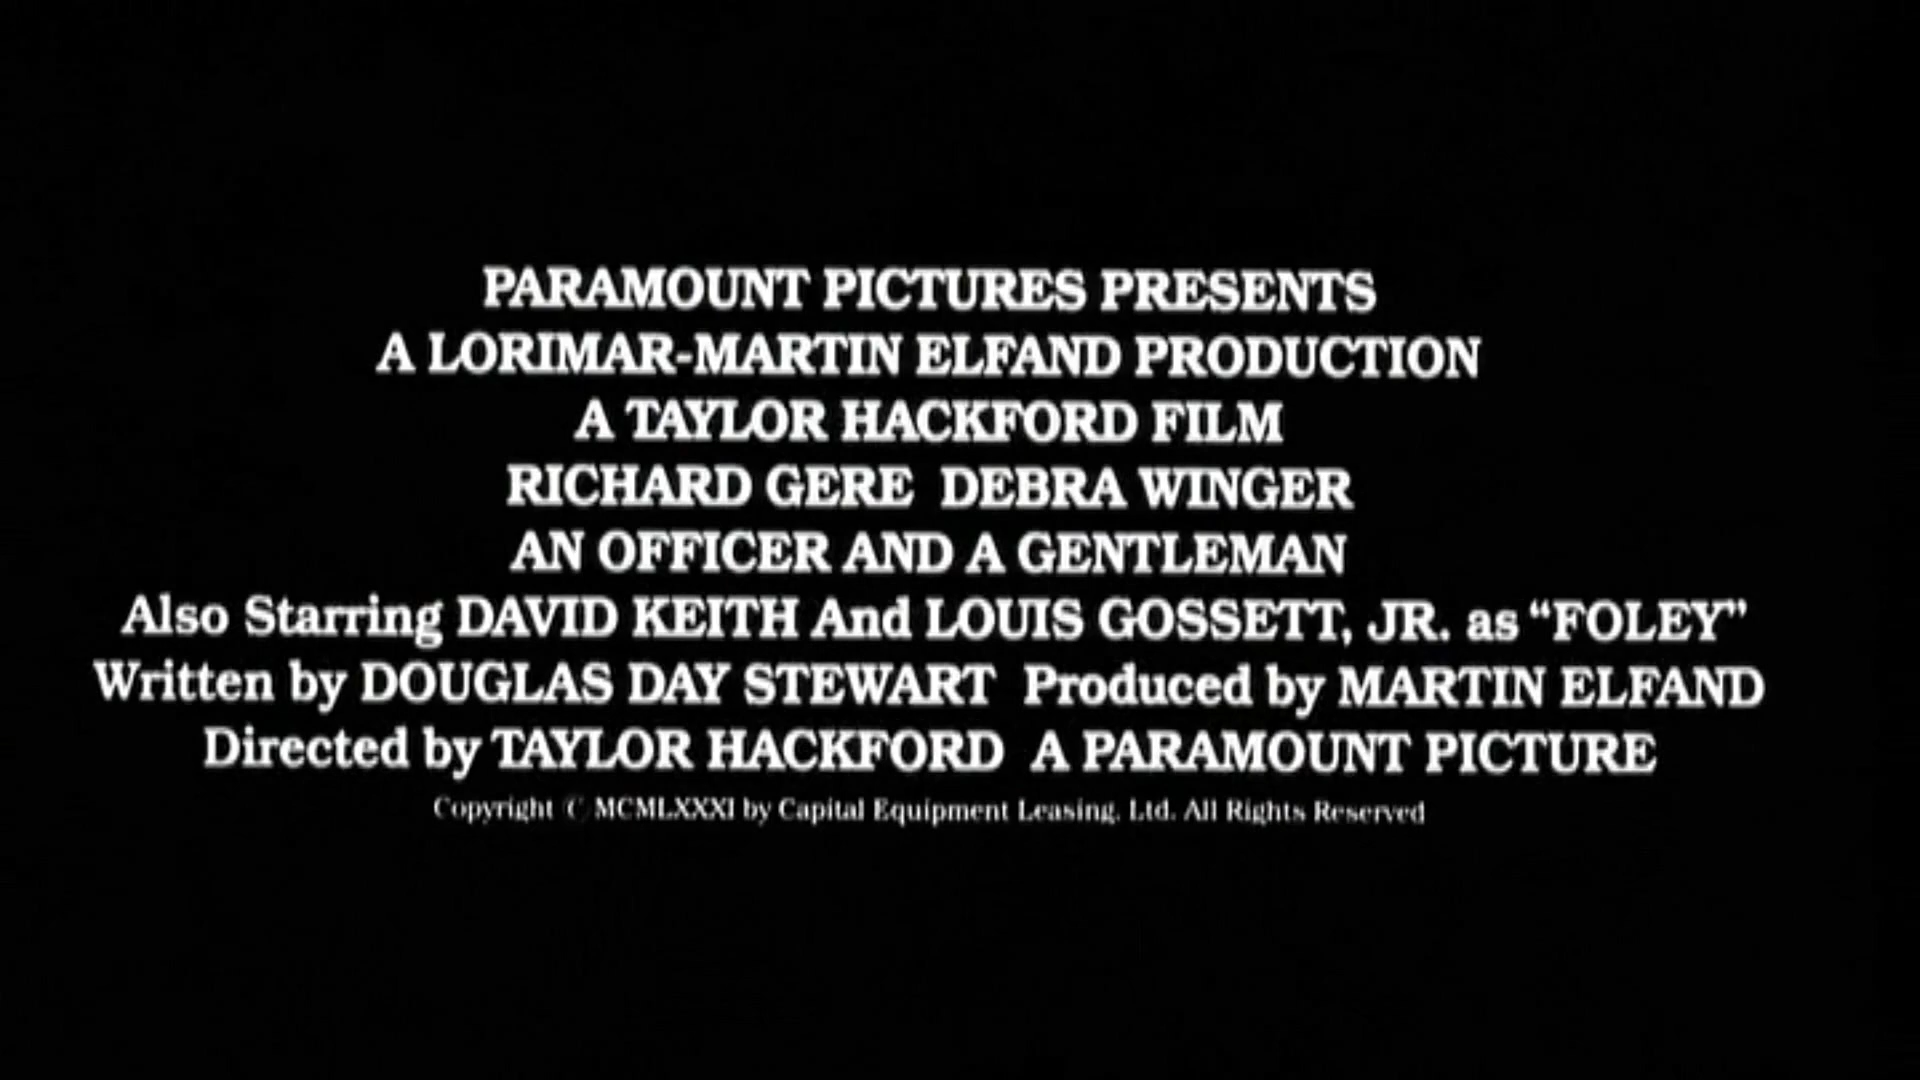 PARAMOUNT PICTURES PRESENTS
A LORIMAR-MARTIN ELFAND PRODUCTION
A TAYLOR HACKFORD FILM
RICHARD GERE DEBRA WINGER
AN OFFICER AND A GENTLEMAN
Also Starring DAVID KEITH And LOUIS GOSSETT, JR. as “FOLEY”
Written by DOUGLAS DAY STEWART Produced by MARTIN ELFAND
Directed by TAYLOR HACKFORD A PARAMOUNT PICTURE
Copyright © MCMLXXXI by Capital Equipment Leasing, Ltd. All Rights Reserved